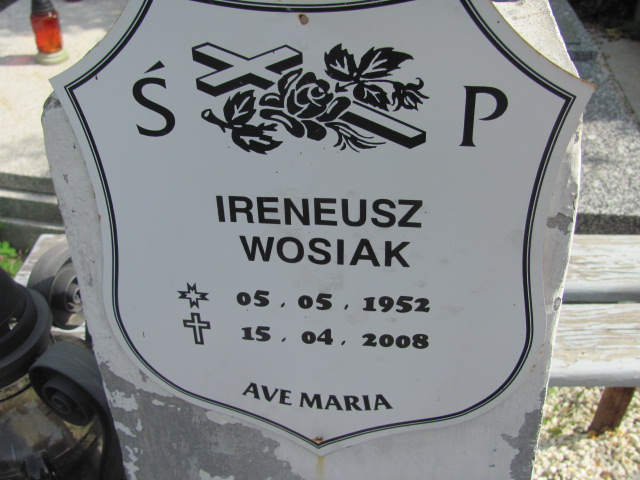 Ś P
IRENEUSZ
WOSIAK
05. 05. 1952
15. 04. 2008
AVE MARIA